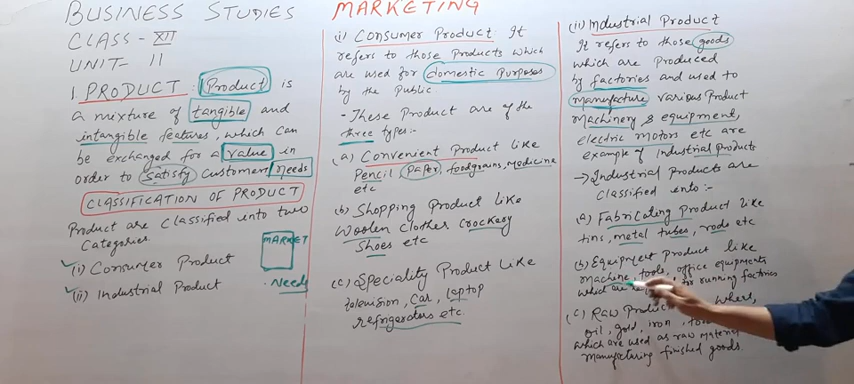 BUSINESS STUDIES
CLASS - XII
UNIT - 11
1. PRODUCT : Product is
a mixture of tangible and
intangible features, which can
be exchanged for a value in
order to satisfy customer needs
CLASSIFICATION OF PRODUCT
Product are classified into two
Categories.
(i) Consumer Product
(ii) Industrial Product
MARKET
Needs
MARKETING
(i) Consumer Product It
refers to those Products which
are used for domestic purposes
by the Public
- These Product are of the
three types:-
(a) Convenient Product like
Pencil, paper, foodgrains, medicine
etc
(b) Shopping Product like
Woolen clother crockery
Shoes etc
(c) Speciality Product like
television, car, leptop
refrigerators etc.
(ii) Industrial Product
It refers to those goods
which are produced
by factories and used to
manufacture various Product
Machinery & equipment,
electric motors etc are
example of Industrial product
→ Industrial Products are
classified into :-
(a) Fabricating Product like
tins, metal tubes, rods etc
(b) Equipment Product like
machine, tools, office equipments
which are for running factories
(c) Raw Product
oil, gold, iron
which are used as raw material
manufacturing finished goods.